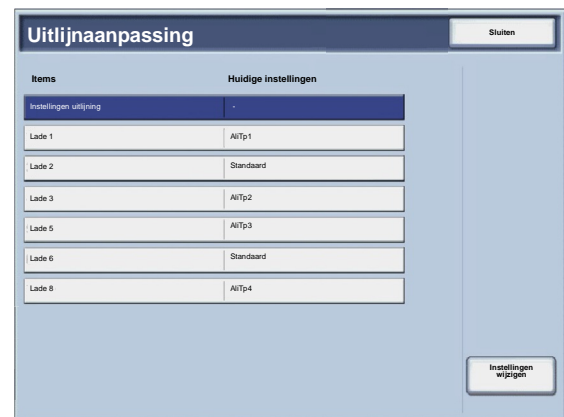 Uitlijnaanpassing
Sluiten
Items Huidige instellingen
Instellingen uitlijning -
Lade 1 AliTp1
Lade 2 Standaard
Lade 3 AliTp2
Lade 5 AliTp3
Lade 6 Standaard
Lade 8 AliTp4
Instellingen
wijzigen